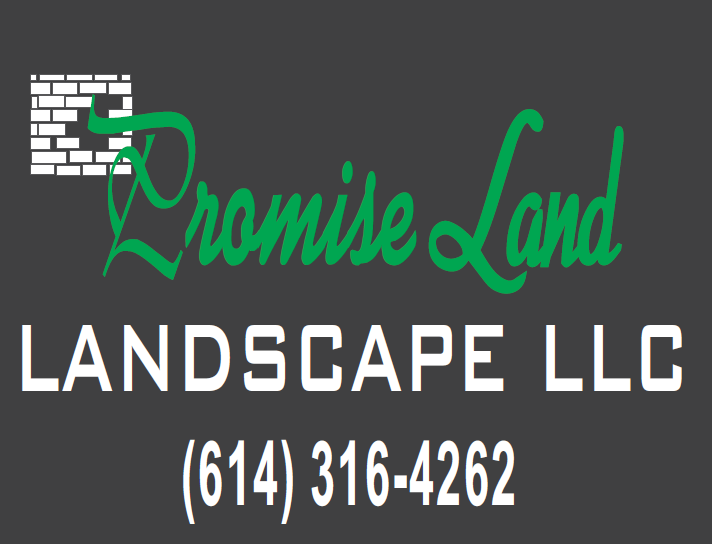 Promise Land
LANDSCAPE LLC
(614) 316-4262